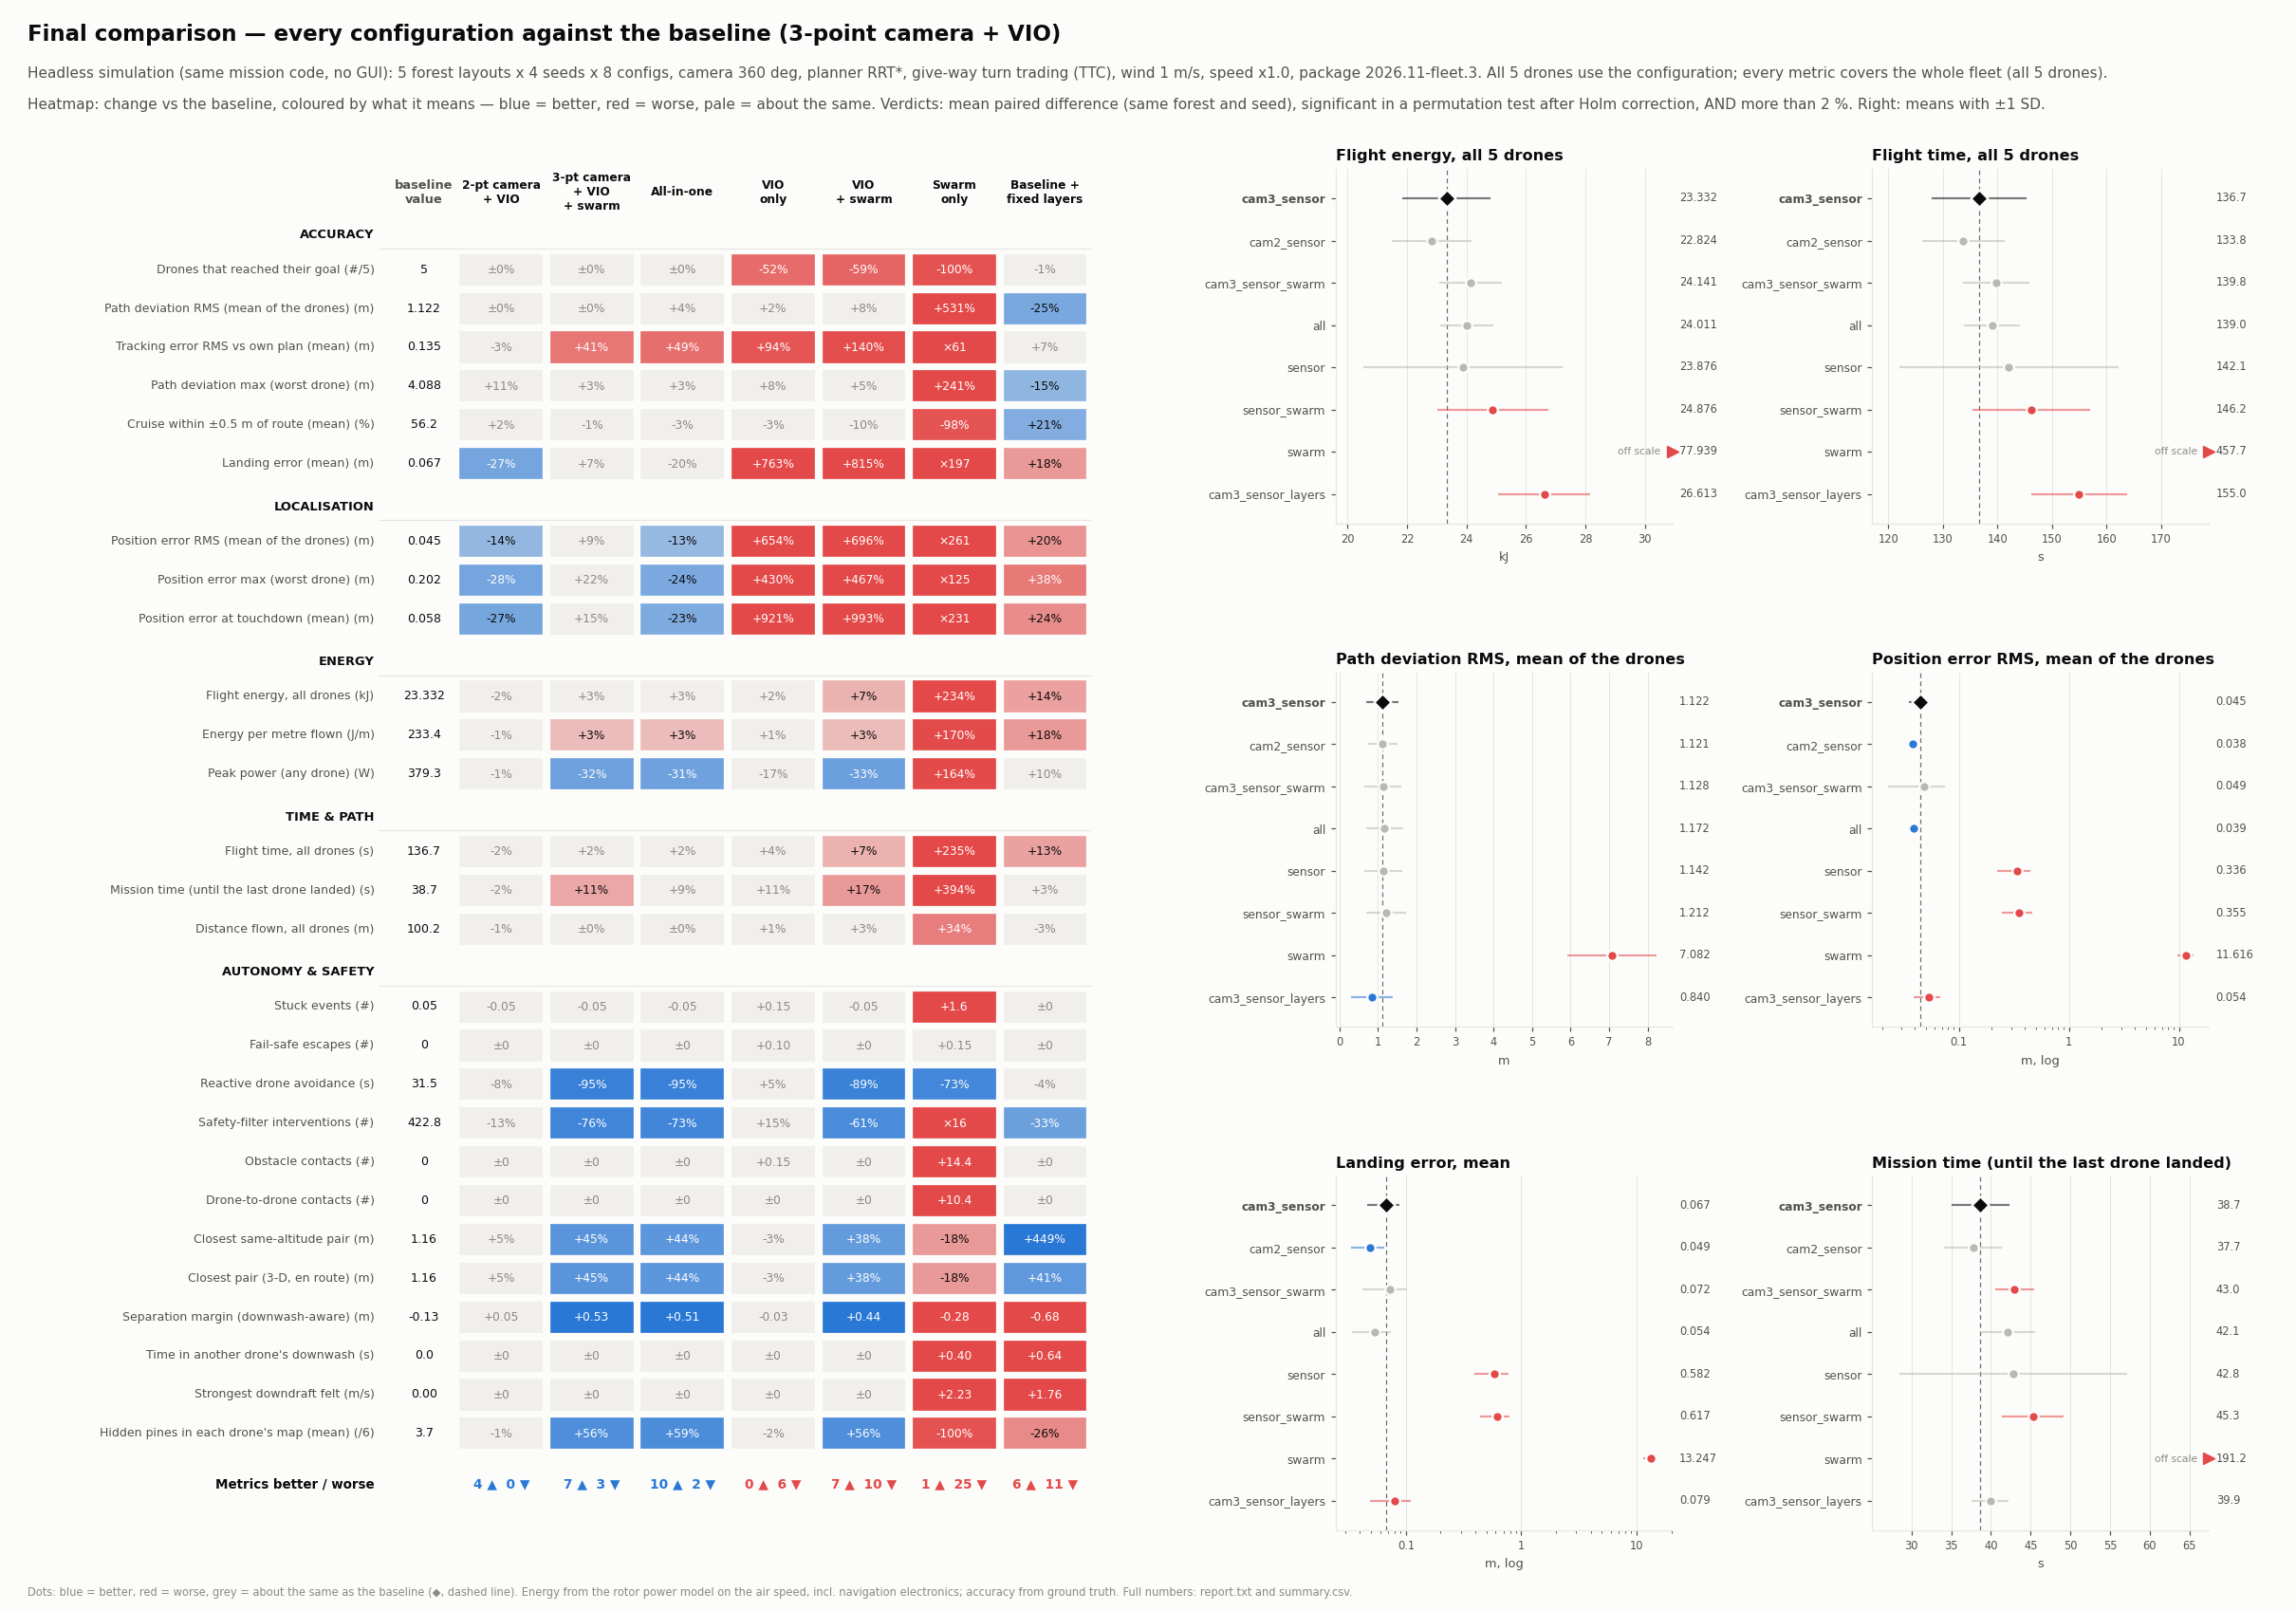 Final comparison — every configuration against the baseline (3-point camera + VIO)
Headless simulation (same mission code, no GUI): 5 forest layouts x 4 seeds x 8 configs, camera 360 deg, planner RRT*, give-way turn trading (TTC), wind 1 m/s, speed x1.0, package 2026.11-fleet.3. All 5 drones use the configuration; every metric covers the whole fleet (all 5 drones).
Heatmap: change vs the baseline, coloured by what it means — blue = better, red = worse, pale = about the same. Verdicts: mean paired difference (same forest and seed), significant in a permutation test after Holm correction, AND more than 2 %. Right: means with ±1 SD.
baseline value 2-pt camera + VIO 3-pt camera + VIO + swarm All-in-one VIO only VIO + swarm Swarm only Baseline + fixed layers
ACCURACY
Drones that reached their goal (#/5) 5 ±0% ±0% ±0% -52% -59% -100% -1%
Path deviation RMS (mean of the drones) (m) 1.122 ±0% ±0% +4% +2% +8% +531% -25%
Tracking error RMS vs own plan (mean) (m) 0.135 -3% +41% +49% +94% +140% ×61 +7%
Path deviation max (worst drone) (m) 4.088 +11% +3% +3% +8% +5% +241% -15%
Cruise within ±0.5 m of route (mean) (%) 56.2 +2% -1% -3% -3% -10% -98% +21%
Landing error (mean) (m) 0.067 -27% +7% -20% +763% +815% ×197 +18%
LOCALISATION
Position error RMS (mean of the drones) (m) 0.045 -14% +9% -13% +654% +696% ×261 +20%
Position error max (worst drone) (m) 0.202 -28% +22% -24% +430% +467% ×125 +38%
Position error at touchdown (mean) (m) 0.058 -27% +15% -23% +921% +993% ×231 +24%
ENERGY
Flight energy, all drones (kJ) 23.332 -2% +3% +3% +2% +7% +234% +14%
Energy per metre flown (J/m) 233.4 -1% +3% +3% +1% +3% +170% +18%
Peak power (any drone) (W) 379.3 -1% -32% -31% -17% -33% +164% +10%
TIME & PATH
Flight time, all drones (s) 136.7 -2% +2% +2% +4% +7% +235% +13%
Mission time (until the last drone landed) (s) 38.7 -2% +11% +9% +11% +17% +394% +3%
Distance flown, all drones (m) 100.2 -1% ±0% ±0% +1% +3% +34% -3%
AUTONOMY & SAFETY
Stuck events (#) 0.05 -0.05 -0.05 -0.05 +0.15 -0.05 +1.6 ±0
Fail-safe escapes (#) 0 ±0 ±0 ±0 +0.10 ±0 +0.15 ±0
Reactive drone avoidance (s) 31.5 -8% -95% -95% +5% -89% -73% -4%
Safety-filter interventions (#) 422.8 -13% -76% -73% +15% -61% ×16 -33%
Obstacle contacts (#) 0 ±0 ±0 ±0 +0.15 ±0 +14.4 ±0
Drone-to-drone contacts (#) 0 ±0 ±0 ±0 ±0 ±0 +10.4 ±0
Closest same-altitude pair (m) 1.16 +5% +45% +44% -3% +38% -18% +449%
Closest pair (3-D, en route) (m) 1.16 +5% +45% +44% -3% +38% -18% +41%
Separation margin (downwash-aware) (m) -0.13 +0.05 +0.53 +0.51 -0.03 +0.44 -0.28 -0.68
Time in another drone's downwash (s) 0.0 ±0 ±0 ±0 ±0 ±0 +0.40 +0.64
Strongest downdraft felt (m/s) 0.00 ±0 ±0 ±0 ±0 ±0 +2.23 +1.76
Hidden pines in each drone's map (mean) (/6) 3.7 -1% +56% +59% -2% +56% -100% -26%
Metrics better / worse 4 ▲ 0 ▼ 7 ▲ 3 ▼ 10 ▲ 2 ▼ 0 ▲ 6 ▼ 7 ▲ 10 ▼ 1 ▲ 25 ▼ 6 ▲ 11 ▼
Flight energy, all 5 drones
cam3_sensor 23.332
cam2_sensor 22.824
cam3_sensor_swarm 24.141
all 24.011
sensor 23.876
sensor_swarm 24.876
swarm off scale 77.939
cam3_sensor_layers 26.613
20 22 24 26 28 30
kJ
Flight time, all 5 drones
cam3_sensor 136.7
cam2_sensor 133.8
cam3_sensor_swarm 139.8
all 139.0
sensor 142.1
sensor_swarm 146.2
swarm off scale 457.7
cam3_sensor_layers 155.0
120 130 140 150 160 170
s
Path deviation RMS, mean of the drones
cam3_sensor 1.122
cam2_sensor 1.121
cam3_sensor_swarm 1.128
all 1.172
sensor 1.142
sensor_swarm 1.212
swarm 7.082
cam3_sensor_layers 0.840
0 1 2 3 4 5 6 7 8
m
Position error RMS, mean of the drones
cam3_sensor 0.045
cam2_sensor 0.038
cam3_sensor_swarm 0.049
all 0.039
sensor 0.336
sensor_swarm 0.355
swarm 11.616
cam3_sensor_layers 0.054
0.1 1 10
m, log
Landing error, mean
cam3_sensor 0.067
cam2_sensor 0.049
cam3_sensor_swarm 0.072
all 0.054
sensor 0.582
sensor_swarm 0.617
swarm 13.247
cam3_sensor_layers 0.079
0.1 1 10
m, log
Mission time (until the last drone landed)
cam3_sensor 38.7
cam2_sensor 37.7
cam3_sensor_swarm 43.0
all 42.1
sensor 42.8
sensor_swarm 45.3
swarm off scale 191.2
cam3_sensor_layers 39.9
30 35 40 45 50 55 60 65
s
Dots: blue = better, red = worse, grey = about the same as the baseline (◆, dashed line). Energy from the rotor power model on the air speed, incl. navigation electronics; accuracy from ground truth. Full numbers: report.txt and summary.csv.